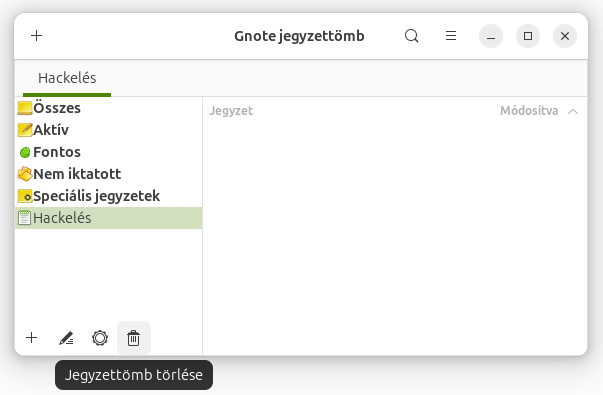 Gnote jegyzettömb
Hackelés
Jegyzet Módosítva
Összes
Aktív
Fontos
Nem iktatott
Speciális jegyzetek
Hackelés
Jegyzettömb törlése